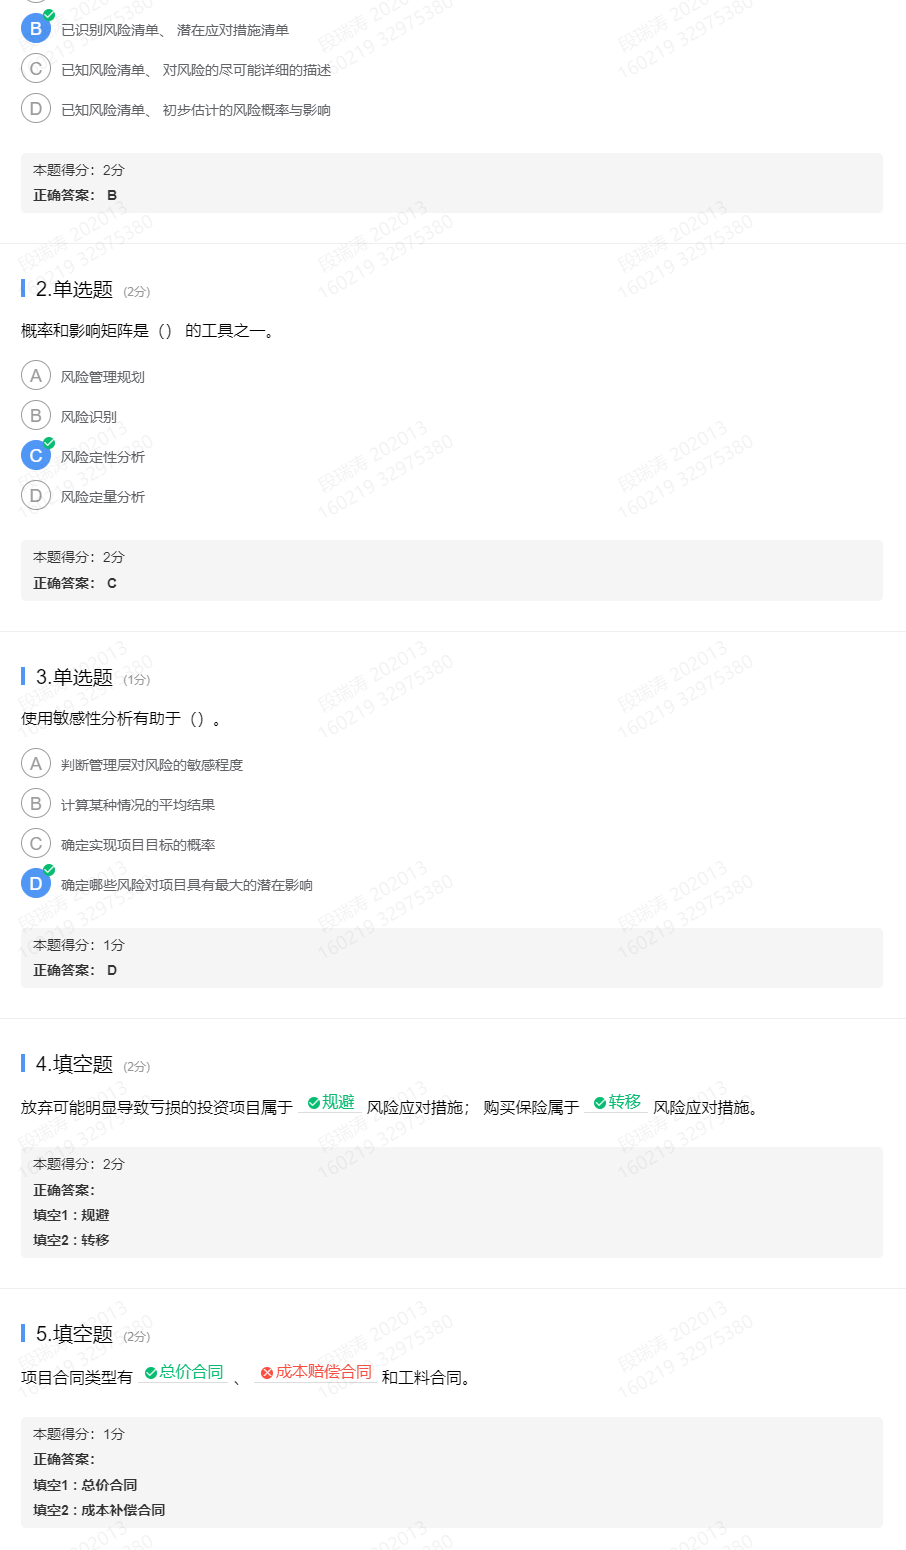 B 已识别风险清单、 潜在应对措施清单
C 已知风险清单、 对风险的尽可能详细的描述
D 已知风险清单、 初步估计的风险概率与影响
本题得分：2分
正确答案： B
2.单选题 (2分)
概率和影响矩阵是（） 的工具之一。
A 风险管理规划
B 风险识别
C 风险定性分析
D 风险定量分析
本题得分：2分
正确答案： C
3.单选题 (1分)
使用敏感性分析有助于（）。
A 判断管理层对风险的敏感程度
B 计算某种情况的平均结果
C 确定实现项目目标的概率
D 确定哪些风险对项目具有最大的潜在影响
本题得分：1分
正确答案： D
4.填空题 (2分)
放弃可能明显导致亏损的投资项目属于 规避 风险应对措施； 购买保险属于 转移 风险应对措施。
本题得分：2分
正确答案：
填空1 : 规避
填空2 : 转移
5.填空题 (2分)
项目合同类型有 总价合同 、 成本赔偿合同 和工料合同。
本题得分：1分
正确答案：
填空1 : 总价合同
填空2 : 成本补偿合同
段瑞涛 202013
160219 32975380